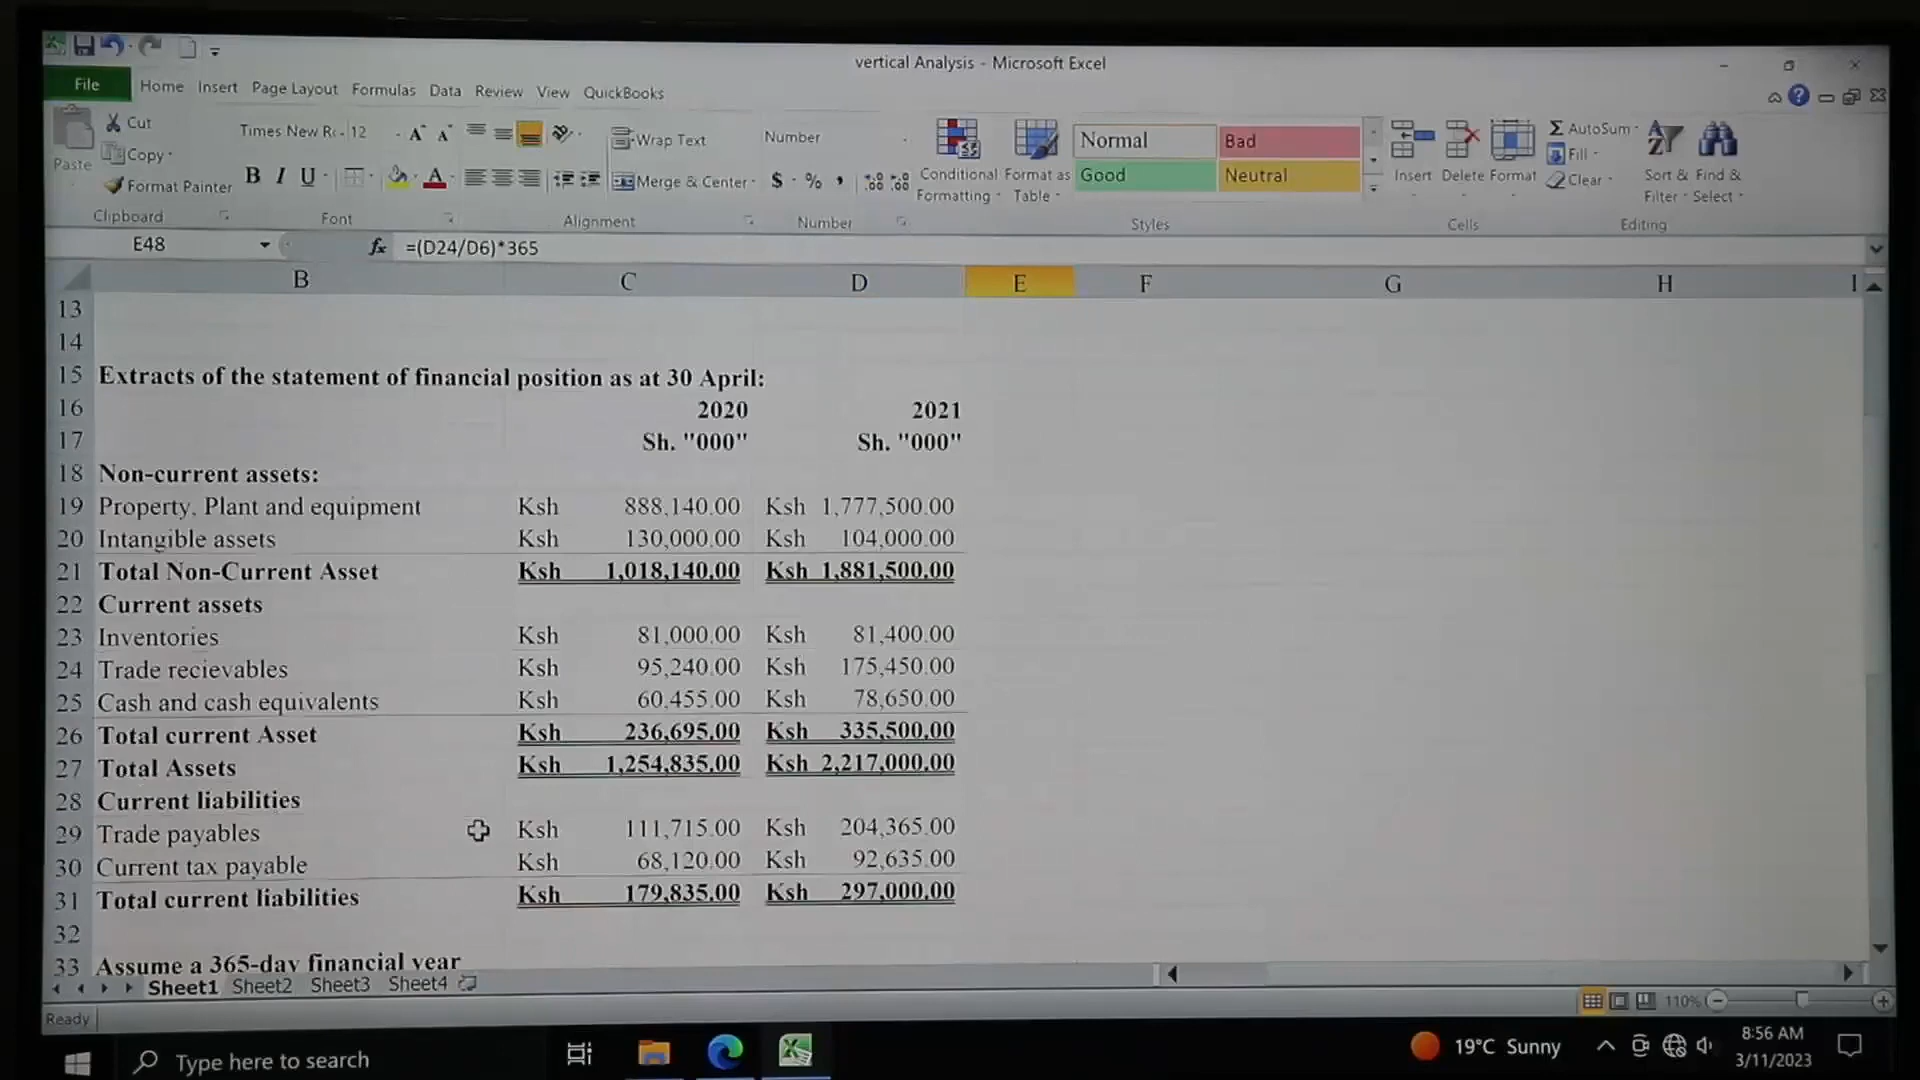 vertical Analysis - Microsoft Excel
File Home Insert Page Layout Formulas Data Review View QuickBooks
Paste
Cut
Copy
Format Painter
Clipboard
12
B I U
Font
Wrap Text
Merge & Center
Alignment
Number
$ % ,
Number
Conditional Formatting
Format as Table
Normal Bad
Good Neutral
Styles
Insert Delete Format
Cells
Σ AutoSum
Fill
Clear
Sort & Filter
Find & Select
Editing
E48 fx =(D24/D6)*365
B C D E F G H I
13
14
15 Extracts of the statement of financial position as at 30 April:
16 2020 2021
17 Sh. "000" Sh. "000"
18 Non-current assets:
19 Property, Plant and equipment Ksh 888,140.00 Ksh 1,777,500.00
20 Intangible assets Ksh 130,000.00 Ksh 104,000.00
21 Total Non-Current Asset Ksh 1,018,140.00 Ksh 1,881,500.00
22 Current assets
23 Inventories Ksh 81,000.00 Ksh 81,400.00
24 Trade recievables Ksh 95,240.00 Ksh 175,450.00
25 Cash and cash equivalents Ksh 60,455.00 Ksh 78,650.00
26 Total current Asset Ksh 236,695.00 Ksh 335,500.00
27 Total Assets Ksh 1,254,835.00 Ksh 2,217,000.00
28 Current liabilities
29 Trade payables Ksh 111,715.00 Ksh 204,365.00
30 Current tax payable Ksh 68,120.00 Ksh 92,635.00
31 Total current liabilities Ksh 179,835.00 Ksh 297,000.00
32
33 Assume a 365-day financial year
Sheet1 Sheet2 Sheet3 Sheet4
Ready 110%
Type here to search
19°C Sunny
8:56 AM
3/11/2023